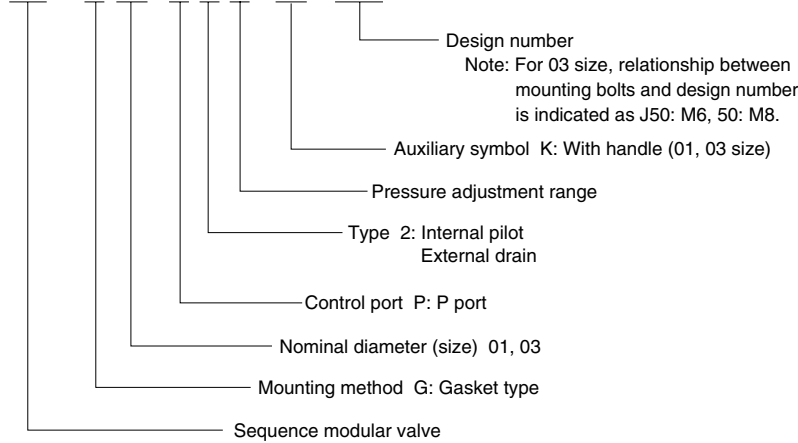 Design number
Note: For 03 size, relationship between
mounting bolts and design number
is indicated as J50: M6, 50: M8.
Auxiliary symbol K: With handle (01, 03 size)
Pressure adjustment range
Type 2: Internal pilot
External drain
Control port P: P port
Nominal diameter (size) 01, 03
Mounting method G: Gasket type
Sequence modular valve